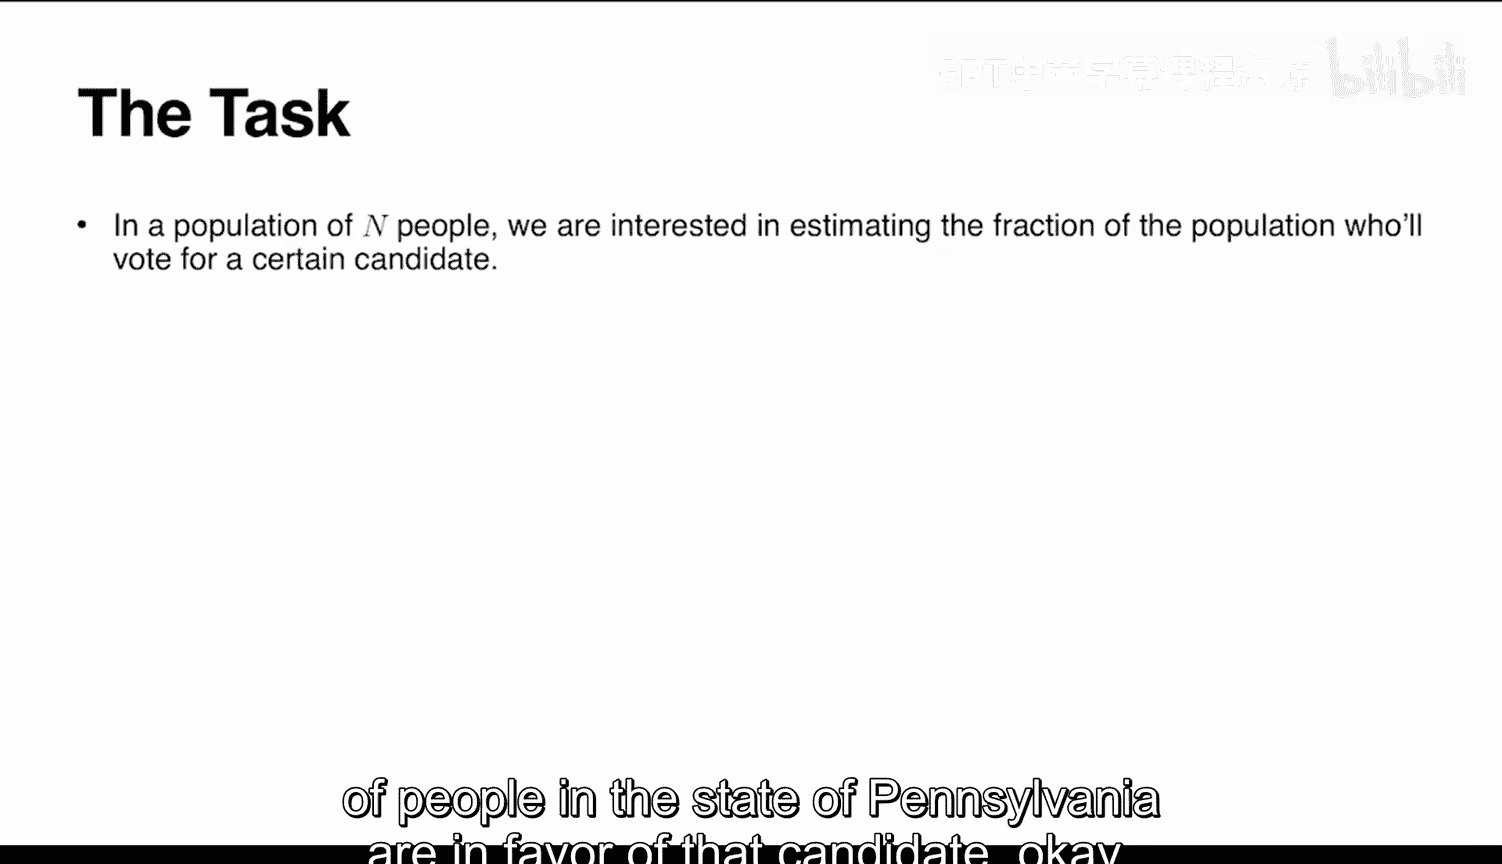 bilibili
The Task
• In a population of N people, we are interested in estimating the fraction of the population who'll
vote for a certain candidate.
of people in the state of Pennsylvania
are in favor of that candidate, okay